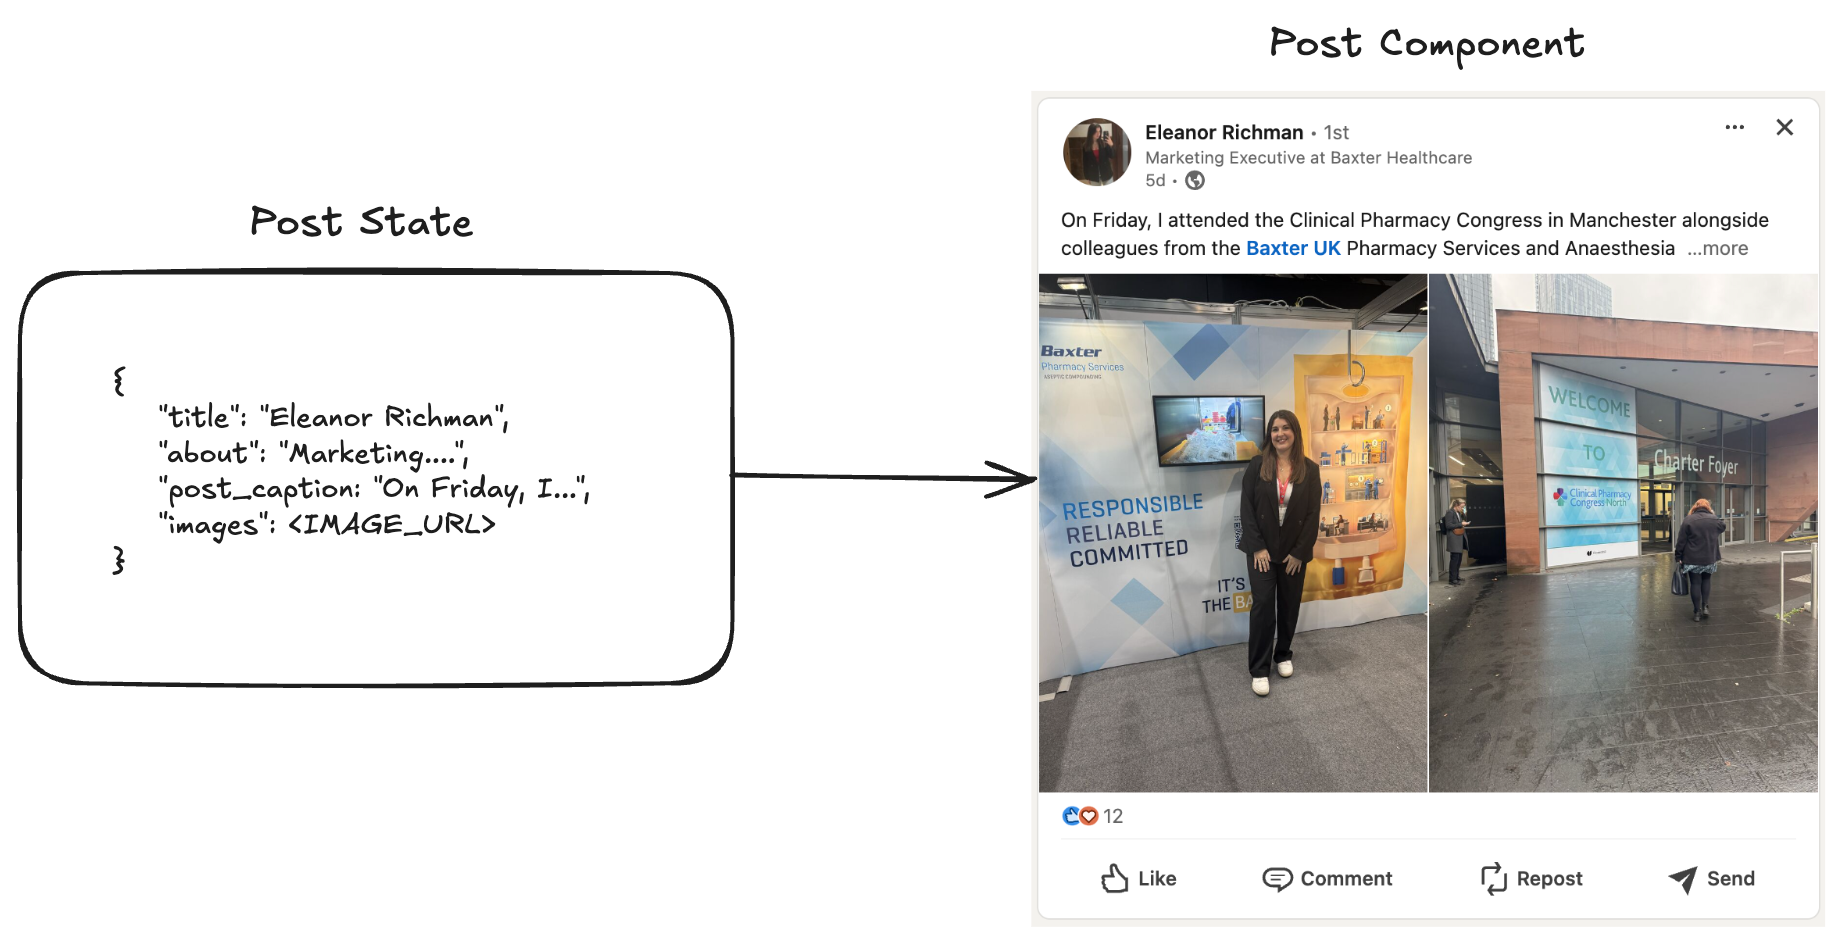 Post Component
Post State
{
"title": "Eleanor Richman",
"about": "Marketing....",
"post_caption: "On Friday, I...",
"images": <IMAGE_URL>
}
Eleanor Richman • 1st
Marketing Executive at Baxter Healthcare
5d •
On Friday, I attended the Clinical Pharmacy Congress in Manchester alongside
colleagues from the Baxter UK Pharmacy Services and Anaesthesia ...more
Baxter
Pharmacy Services
ASEPTIC COMPOUNDING
RESPONSIBLE
RELIABLE
COMMITTED
IT'S
THE BA
WELCOME
TO
Clinical Pharmacy
Congress North
Charter Foyer
12
Like
Comment
Repost
Send